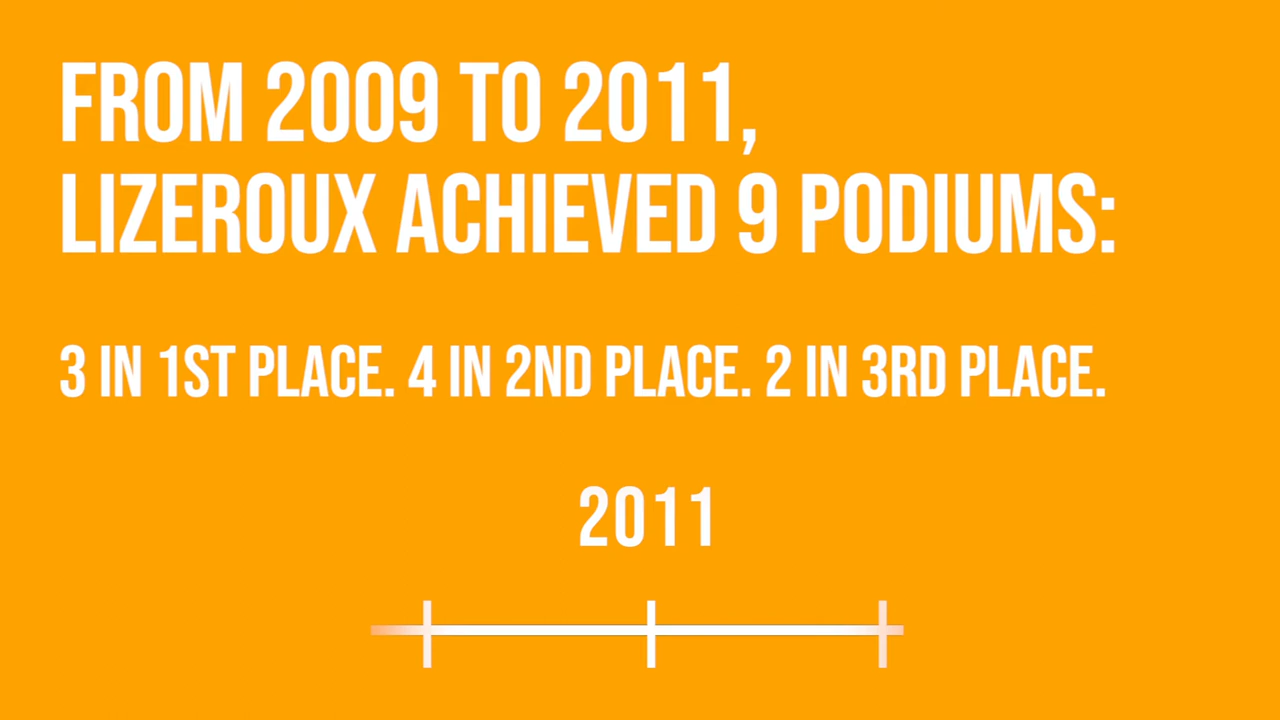 FROM 2009 TO 2011,
LIZEROUX ACHIEVED 9 PODIUMS:
3 IN 1ST PLACE. 4 IN 2ND PLACE. 2 IN 3RD PLACE.
2011